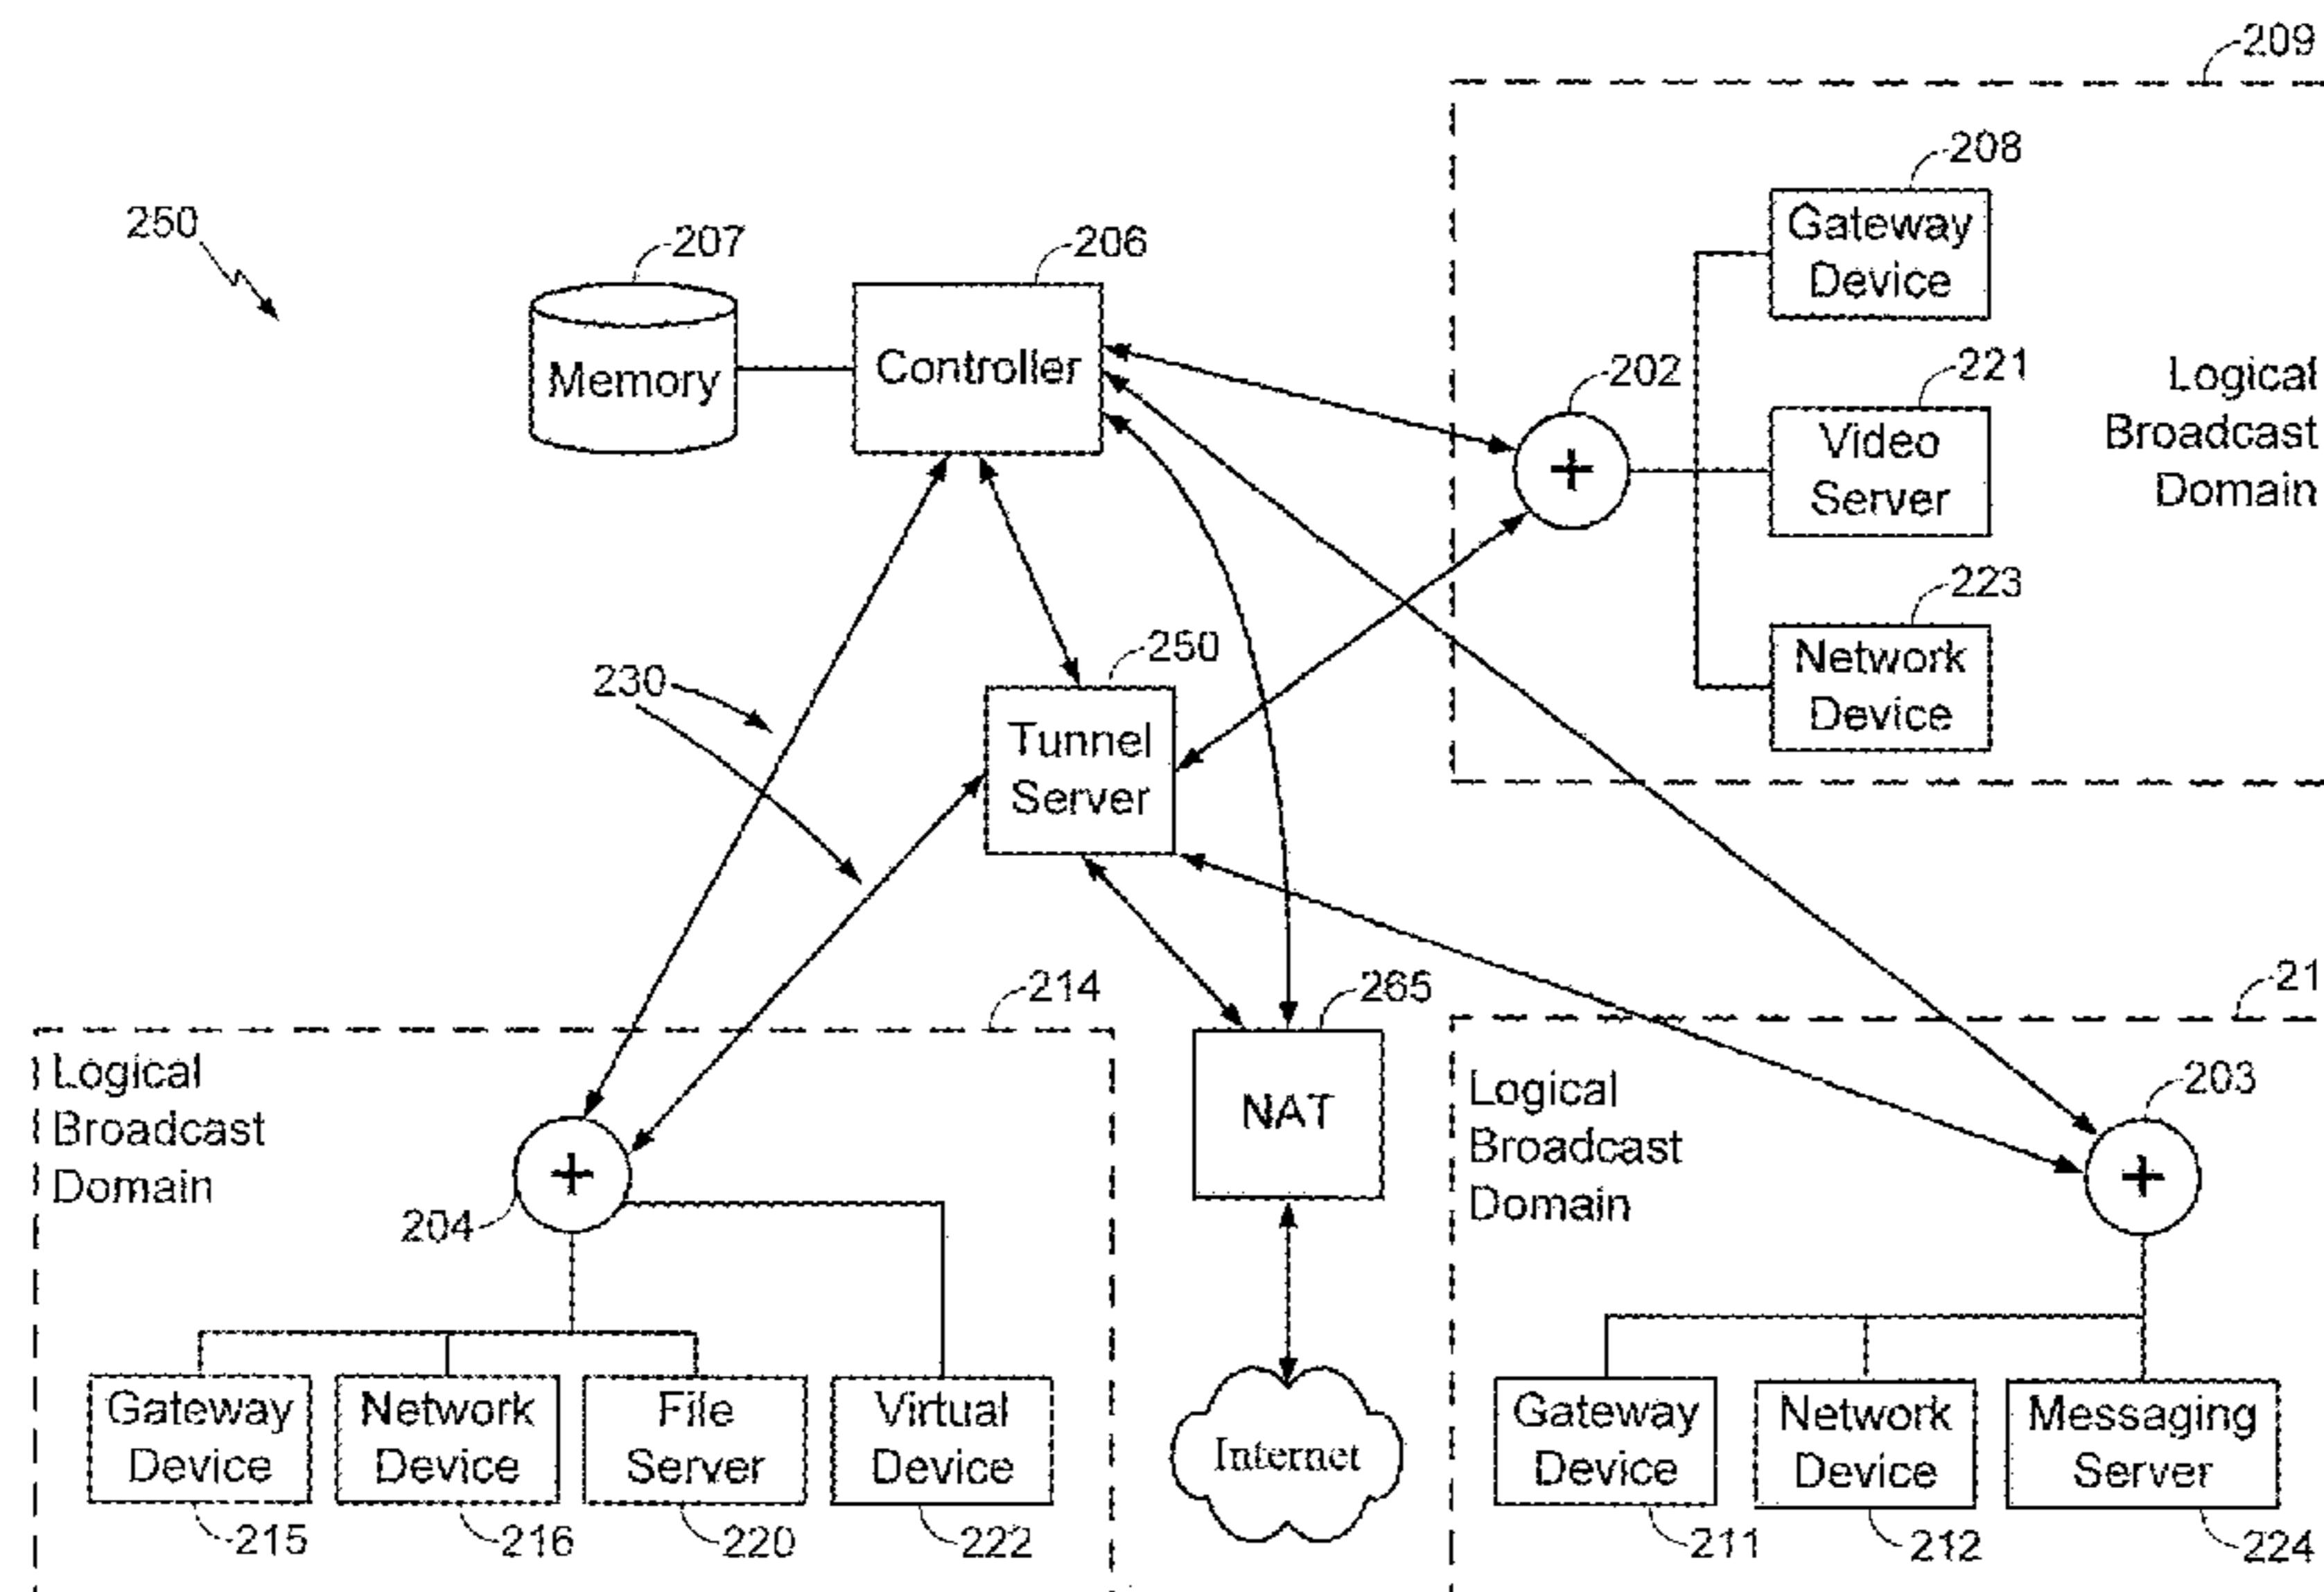 209
208
Gateway
Device
250
207
206
Memory
Controller
202
221
Video
Server
Logical
Broadcast
Domain
223
Network
Device
230
250
Tunnel
Server
214
265
21
Logical
Broadcast
Domain
NAT
Logical
Broadcast
Domain
203
+
+
+
204
Gateway
Device
Network
Device
File
Server
Virtual
Device
Internet
Gateway
Device
Network
Device
Messaging
Server
215
216
220
222
211
212
224